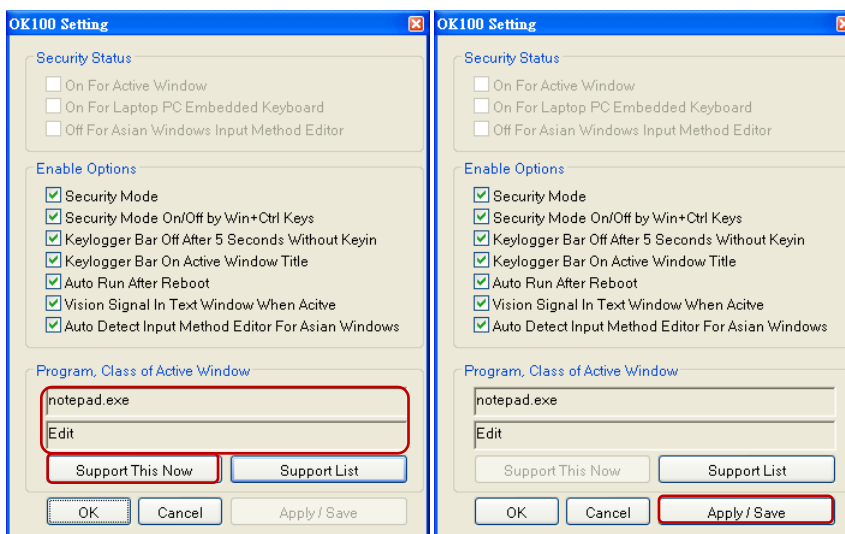 OK100 Setting
Security Status
On For Active Window
On For Laptop PC Embedded Keyboard
Off For Asian Windows Input Method Editor
Enable Options
Security Mode
Security Mode On/Off by Win+Ctrl Keys
Keylogger Bar Off After 5 Seconds Without Keyin
Keylogger Bar On Active Window Title
Auto Run After Reboot
Vision Signal In Text Window When Acitve
Auto Detect Input Method Editor For Asian Windows
Program, Class of Active Window
notepad.exe
Edit
Support This Now Support List
OK Cancel Apply / Save
OK100 Setting
Security Status
On For Active Window
On For Laptop PC Embedded Keyboard
Off For Asian Windows Input Method Editor
Enable Options
Security Mode
Security Mode On/Off by Win+Ctrl Keys
Keylogger Bar Off After 5 Seconds Without Keyin
Keylogger Bar On Active Window Title
Auto Run After Reboot
Vision Signal In Text Window When Acitve
Auto Detect Input Method Editor For Asian Windows
Program, Class of Active Window
notepad.exe
Edit
Support This Now Support List
OK Cancel Apply / Save